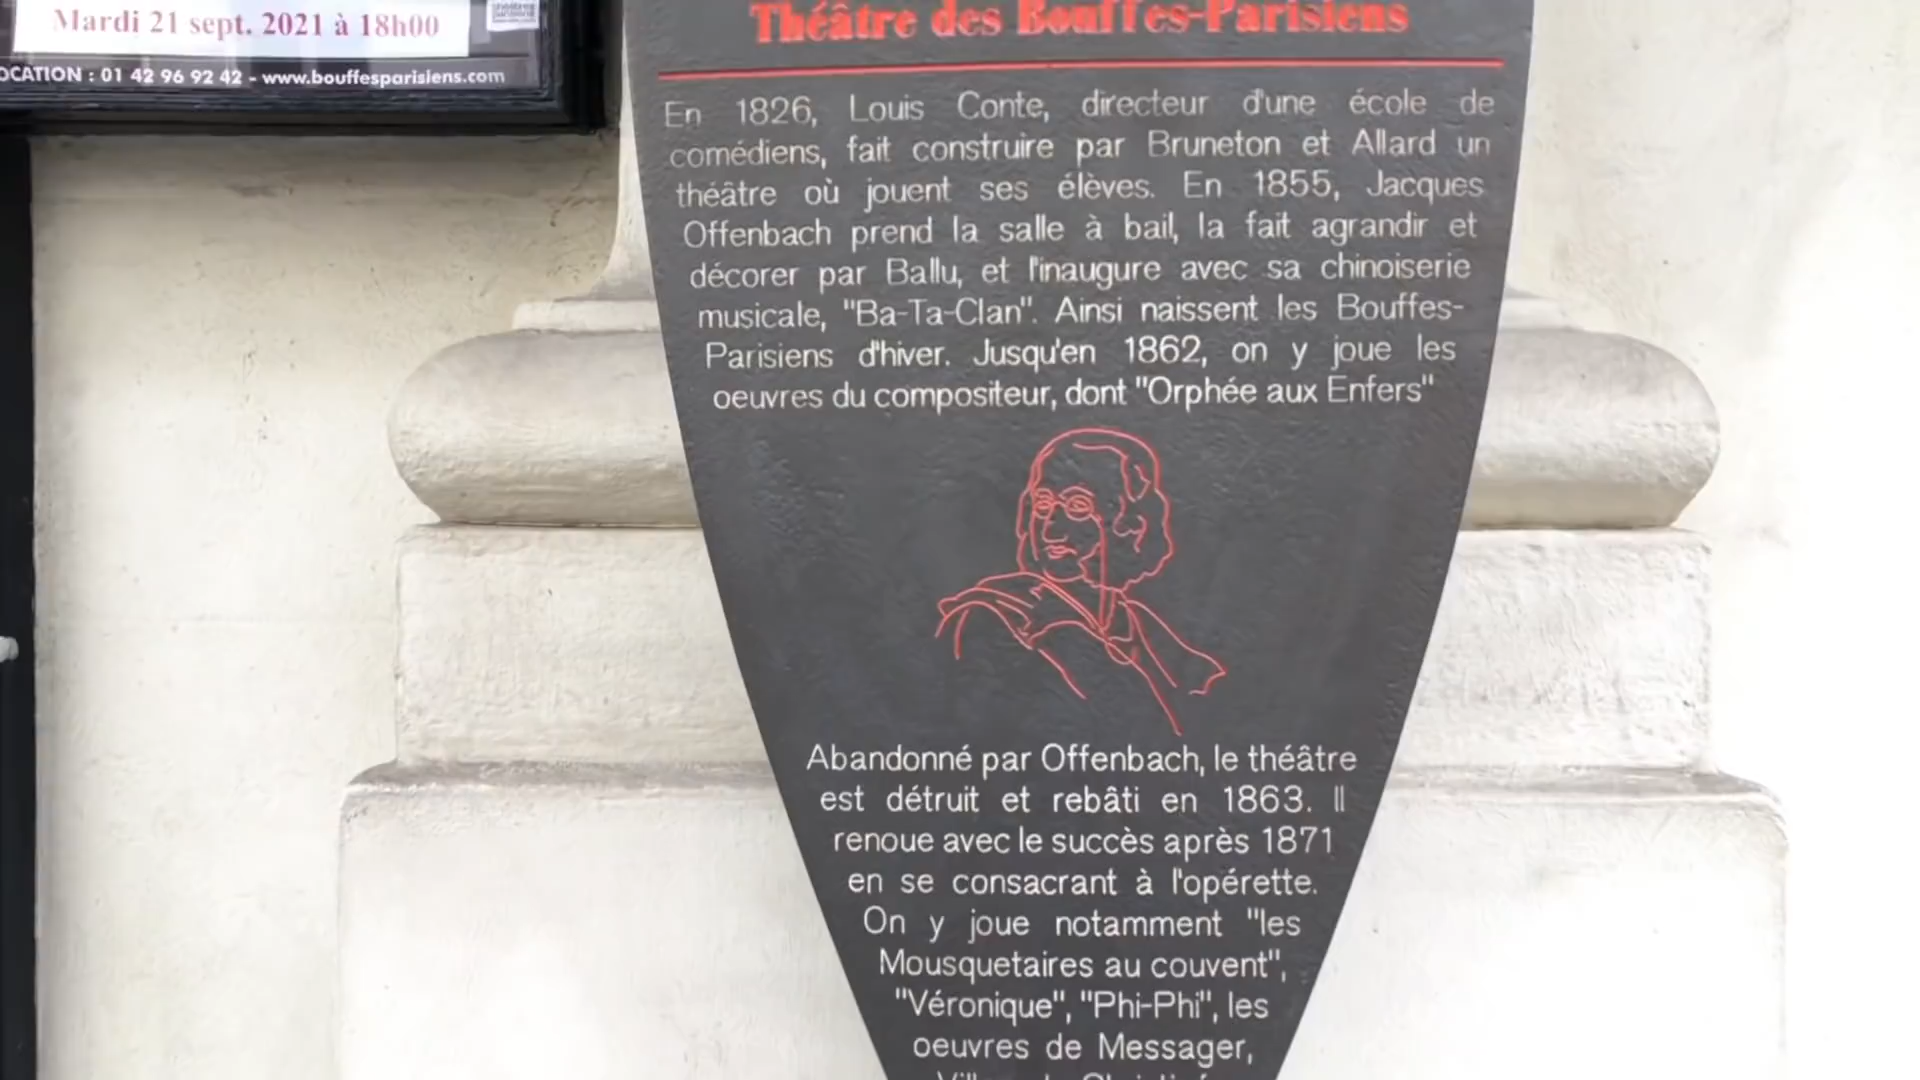 Mardi 21 sept. 2021 à 18h00
OCATION : 01 42 96 92 42 - www.bouffesparisiens.com
Théâtre des Bouffes-Parisiens
En 1826, Louis Conte, directeur d'une école de
comédiens, fait construire par Bruneton et Allard un
théâtre où jouent ses élèves. En 1855, Jacques
Offenbach prend la salle à bail, la fait agrandir et
décorer par Ballu, et l'inaugure avec sa chinoiserie
musicale, "Ba-Ta-Clan". Ainsi naissent les Bouffes-
Parisiens d'hiver. Jusqu'en 1862, on y joue les
oeuvres du compositeur, dont "Orphée aux Enfers"
Abandonné par Offenbach, le théâtre
est détruit et rebâti en 1863. Il
renoue avec le succès après 1871
en se consacrant à l'opérette.
On y joue notamment "les
Mousquetaires au couvent",
"Véronique", "Phi-Phi", les
oeuvres de Messager,